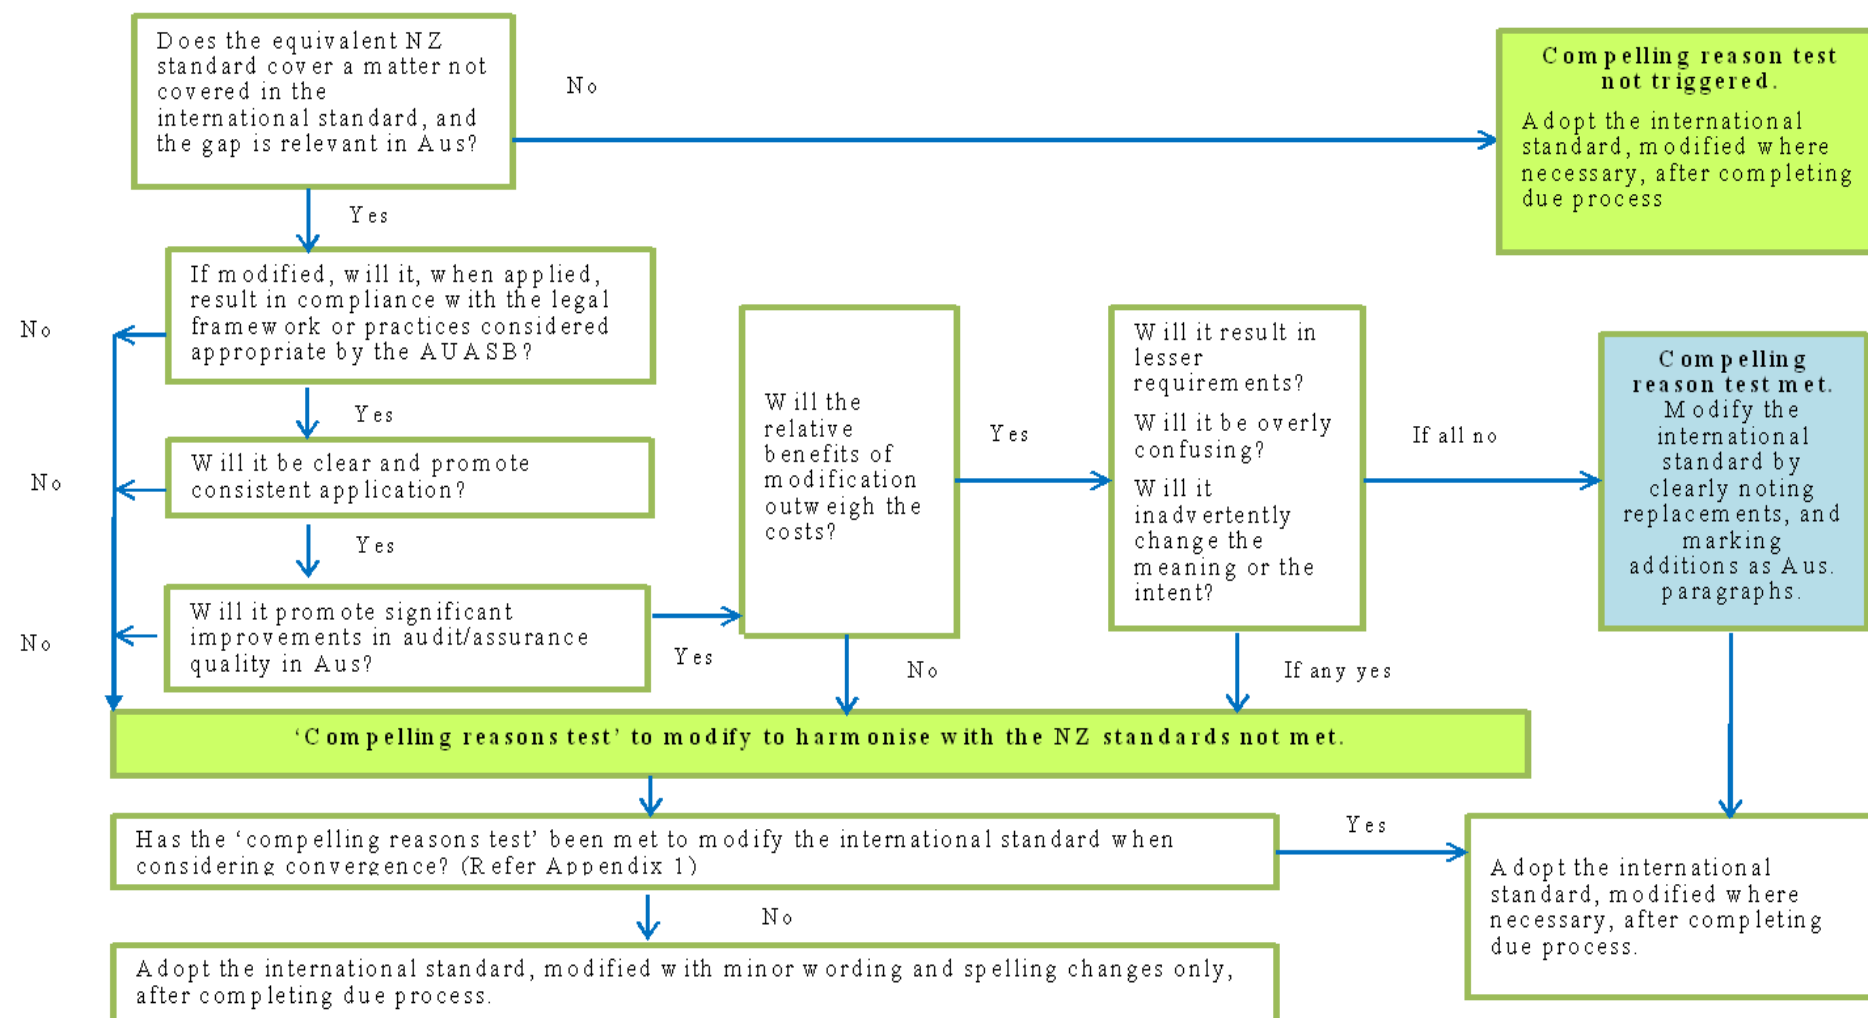 Does the equivalent NZ
standard cover a matter not
covered in the
international standard, and
the gap is relevant in Aus?
No
Compelling reason test
not triggered.
Adopt the international
standard, modified where
necessary, after completing
due process
Yes
If modified, will it, when applied,
result in compliance with the legal
framework or practices considered
appropriate by the AUASB?
No
Yes
Will it be clear and promote
consistent application?
No
Yes
Will it promote significant
improvements in audit/assurance
quality in Aus?
No
Yes
Will the
relative
benefits of
modification
outweigh the
costs?
Yes
No
Will it result in
lesser
requirements?
Will it be overly
confusing?
Will it
inadvertently
change the
meaning or the
intent?
If all no
If any yes
Compelling
reason test met.
Modify the
international
standard by
clearly noting
replacements, and
marking
additions as Aus.
paragraphs.
‘Compelling reasons test’ to modify to harmonise with the NZ standards not met.
Has the ‘compelling reasons test’ been met to modify the international standard when
considering convergence? (Refer Appendix 1)
Yes
No
Adopt the international
standard, modified where
necessary, after completing
due process.
Adopt the international standard, modified with minor wording and spelling changes only,
after completing due process.